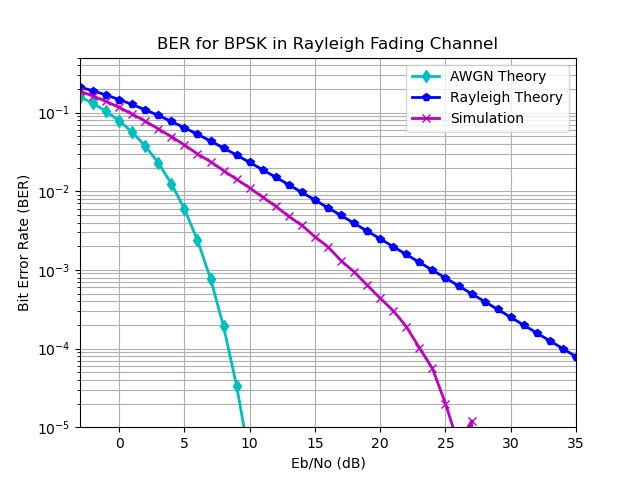 BER for BPSK in Rayleigh Fading Channel
AWGN Theory
Rayleigh Theory
Simulation
Bit Error Rate (BER)
10⁻¹
10⁻²
10⁻³
10⁻⁴
10⁻⁵
0 5 10 15 20 25 30 35
Eb/No (dB)